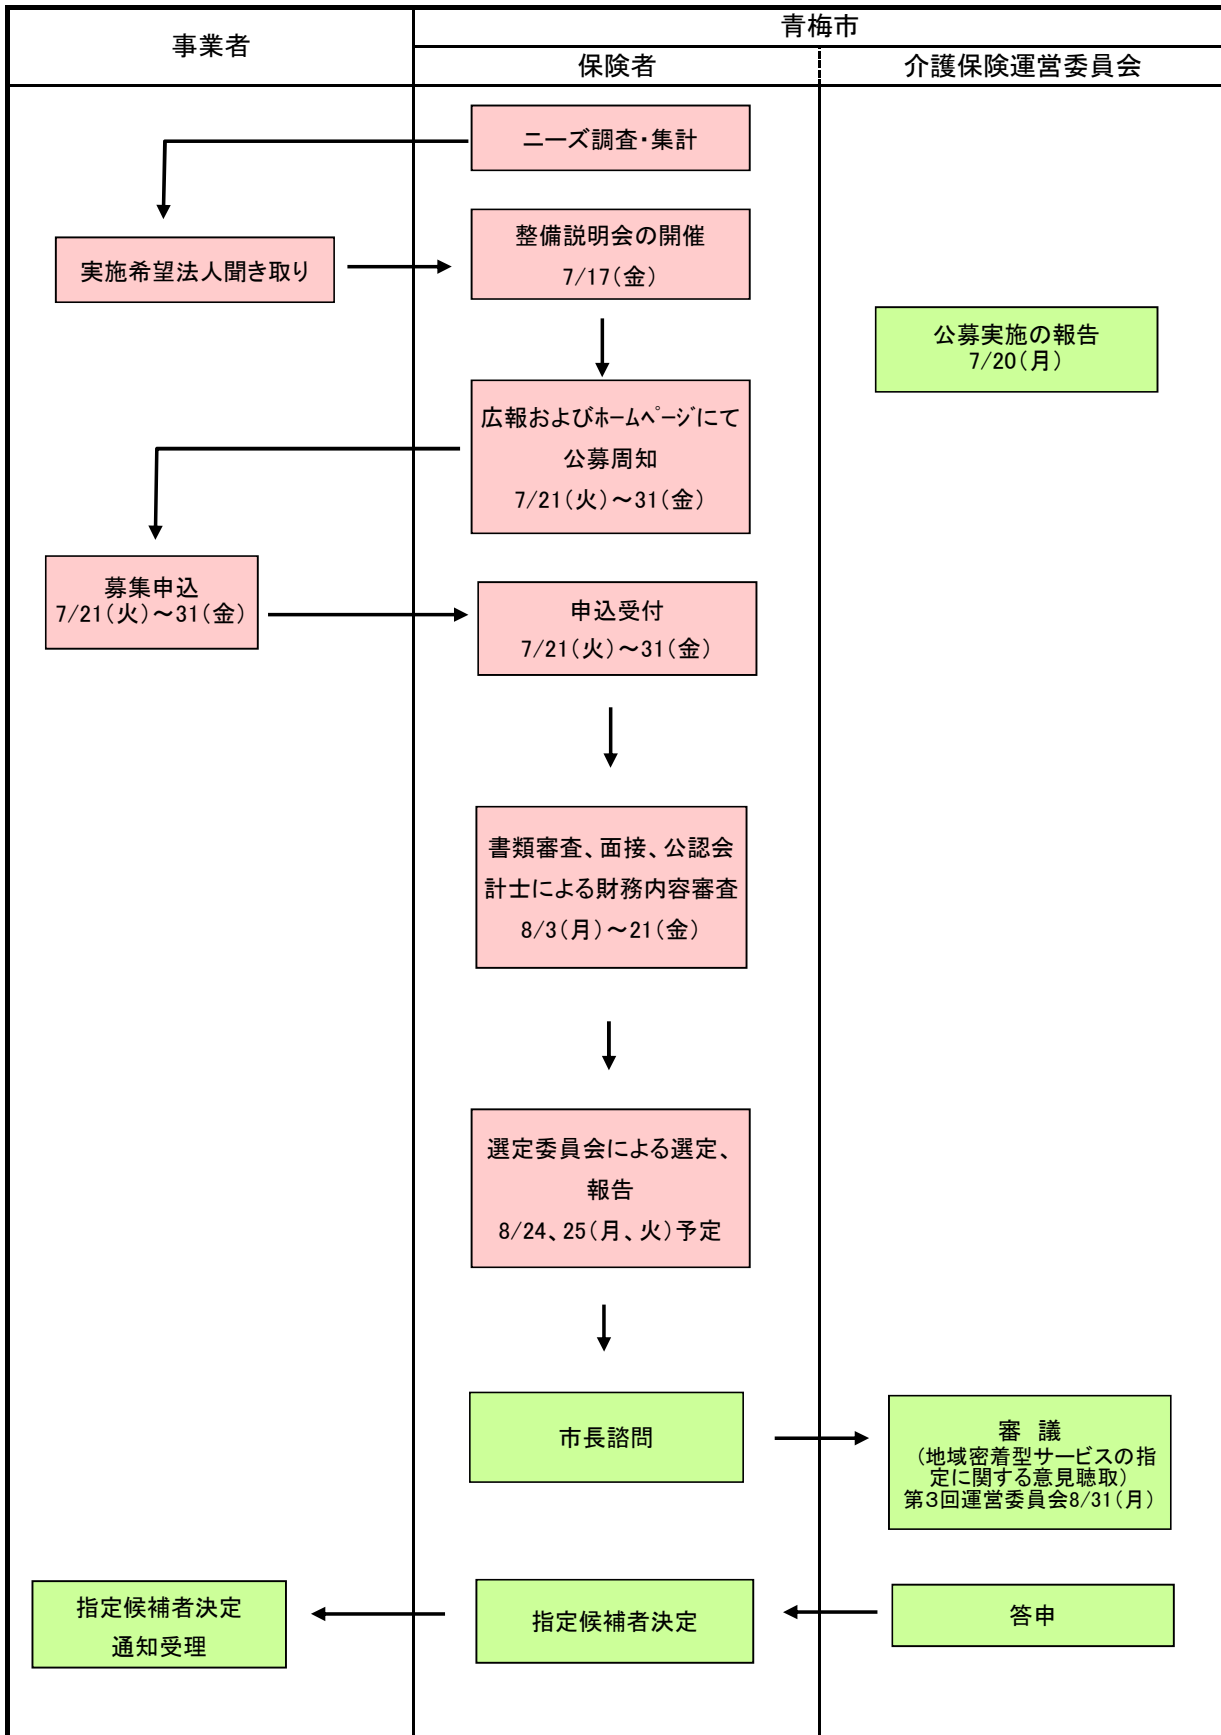 事業者
青梅市
保険者
介護保険運営委員会
ニーズ調査・集計
実施希望法人聞き取り
整備説明会の開催
7/17(金)
公募実施の報告
7/20(月)
広報およびﾎｰﾑﾍﾟｰｼﾞにて
公募周知
7/21(火)～31(金)
募集申込
7/21(火)～31(金)
申込受付
7/21(火)～31(金)
書類審査、面接、公認会
計士による財務内容審査
8/3(月)～21(金)
選定委員会による選定、
報告
8/24、25(月、火)予定
市長諮問
審　議
(地域密着型サービスの指
定に関する意見聴取)
第3回運営委員会8/31(月)
指定候補者決定
通知受理
指定候補者決定
答申